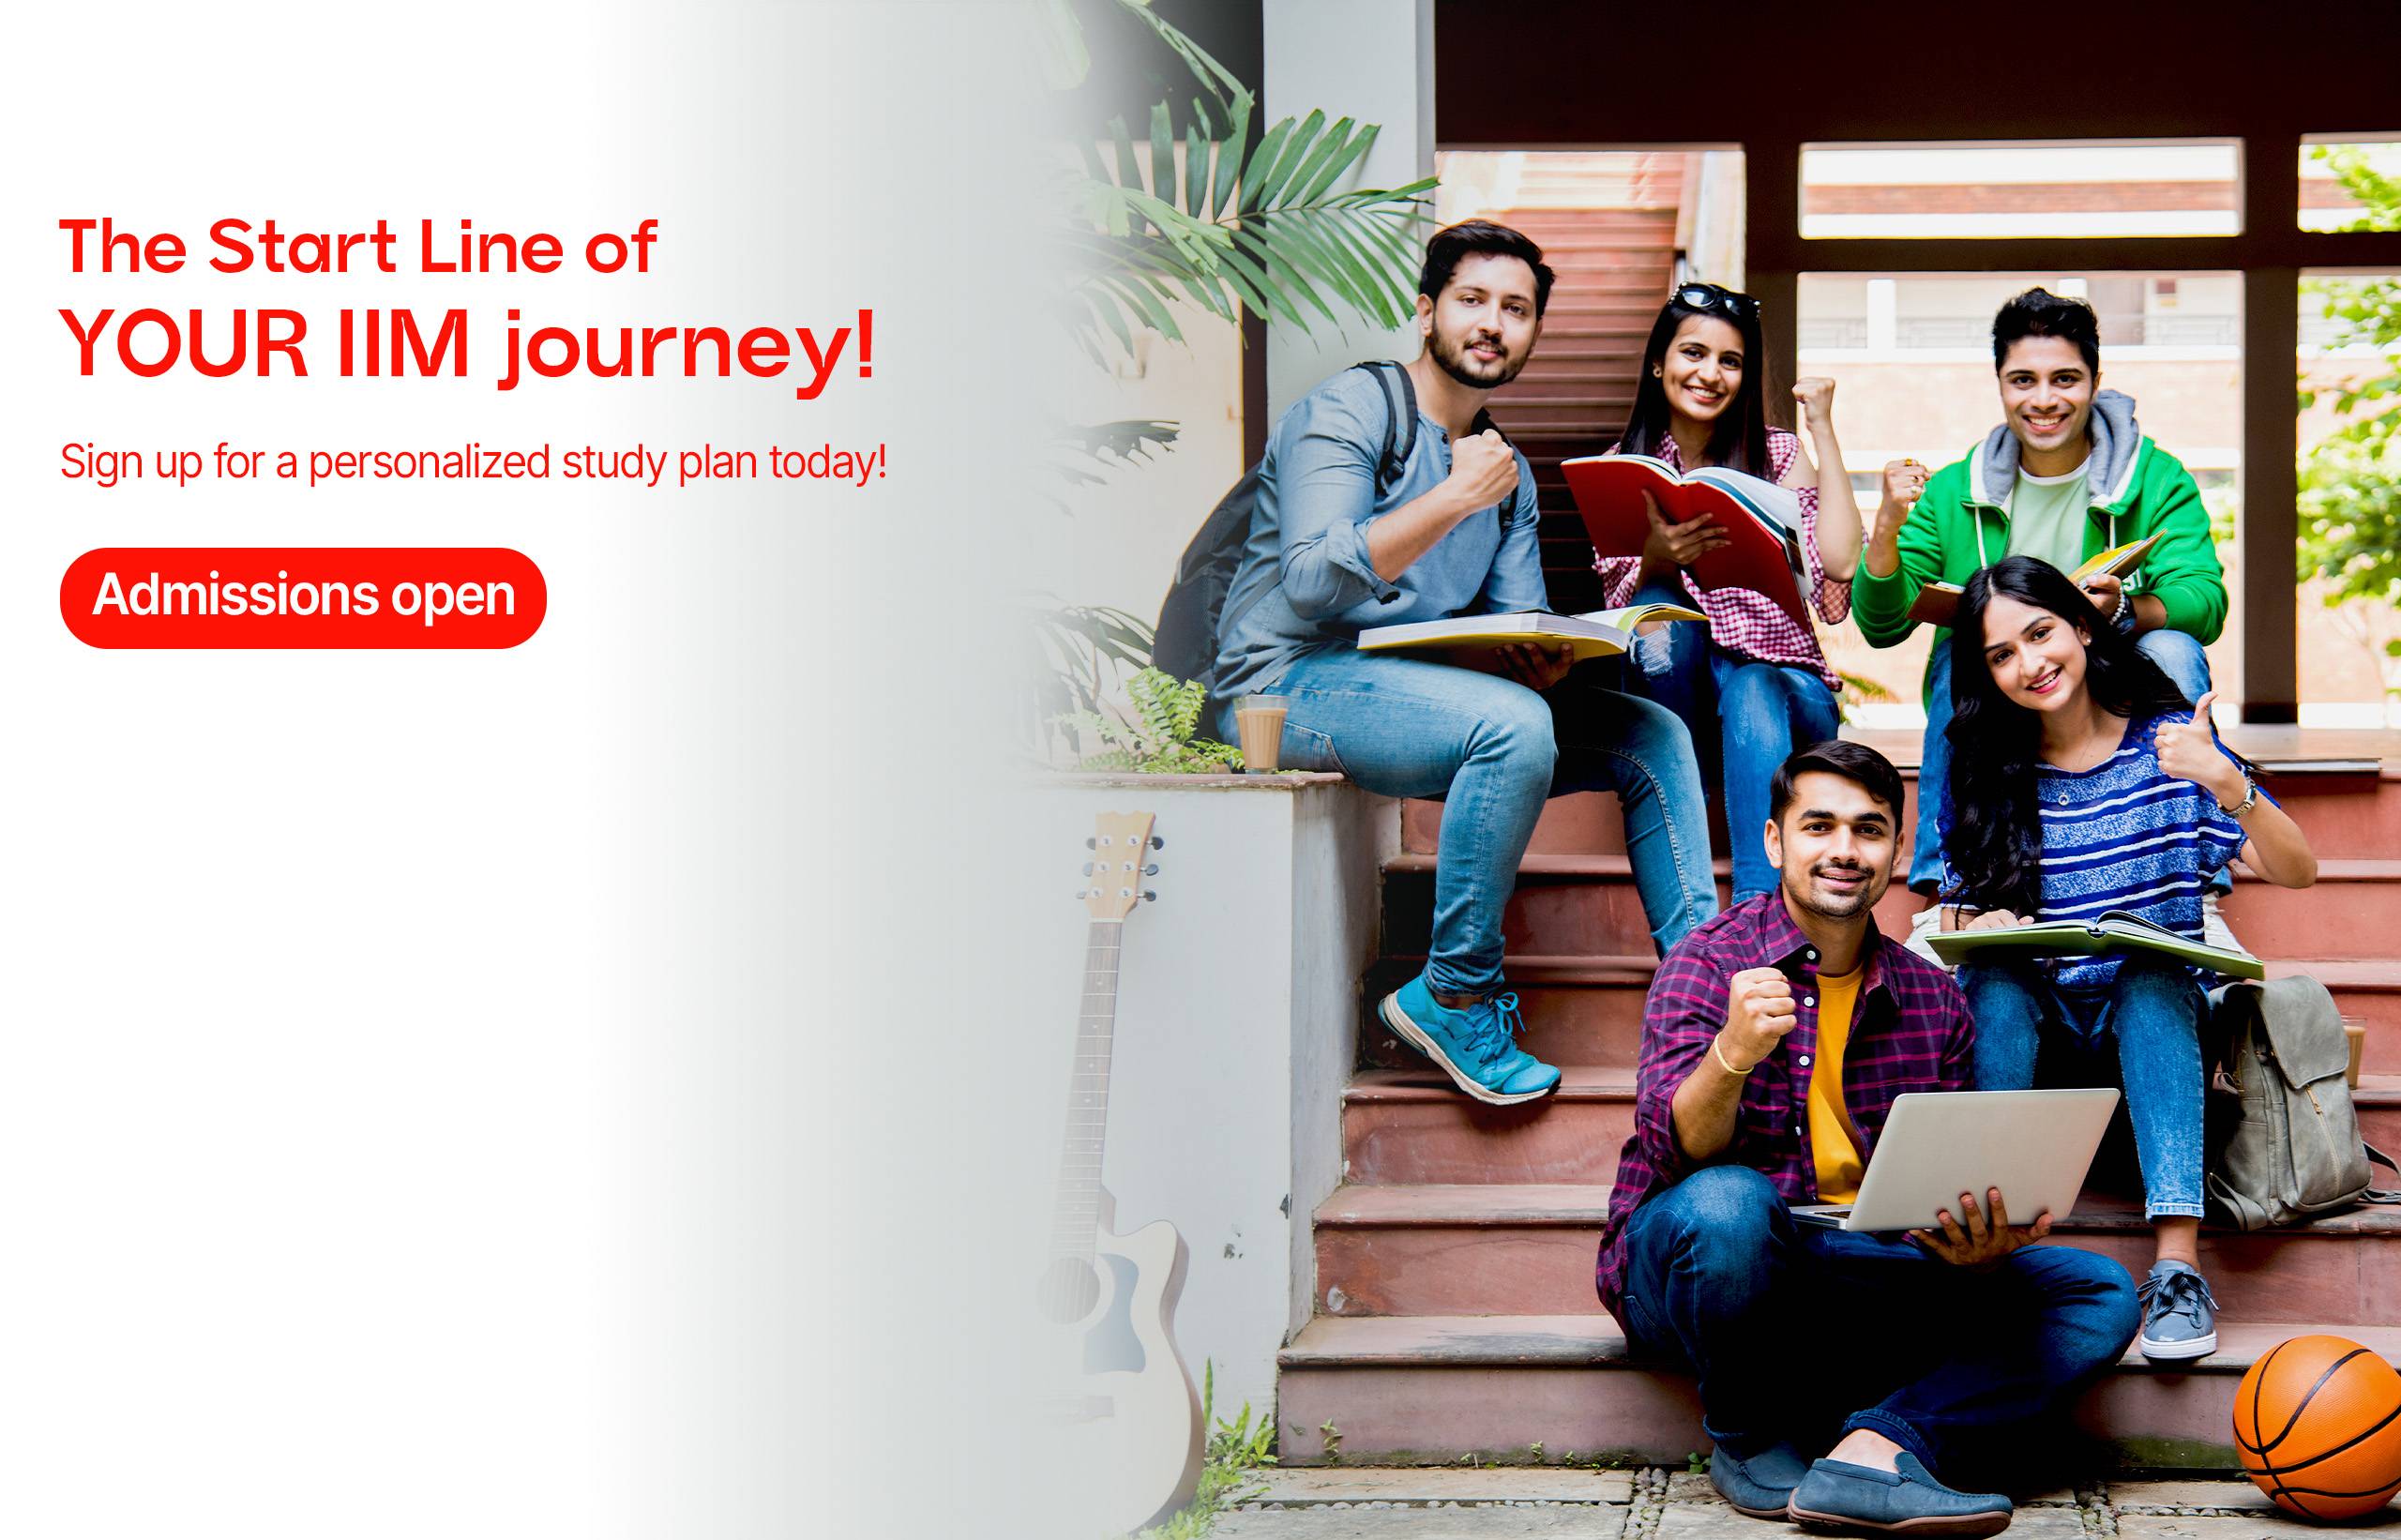 The Start Line of
YOUR IIM journey!
Sign up for a personalized study plan today!
Admissions open